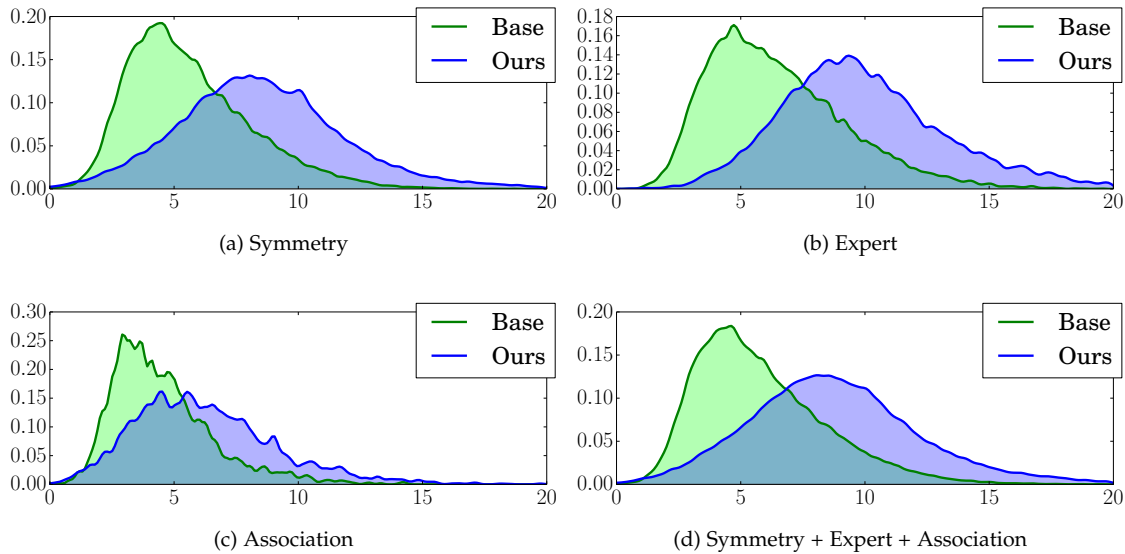 0.20
0.15
0.10
0.05
0.00
0 5 10 15 20
Base
Ours
(a) Symmetry
0.18
0.16
0.14
0.12
0.10
0.08
0.06
0.04
0.02
0.00
0 5 10 15 20
Base
Ours
(b) Expert
0.30
0.25
0.20
0.15
0.10
0.05
0.00
0 5 10 15 20
Base
Ours
(c) Association
0.20
0.15
0.10
0.05
0.00
0 5 10 15 20
Base
Ours
(d) Symmetry + Expert + Association